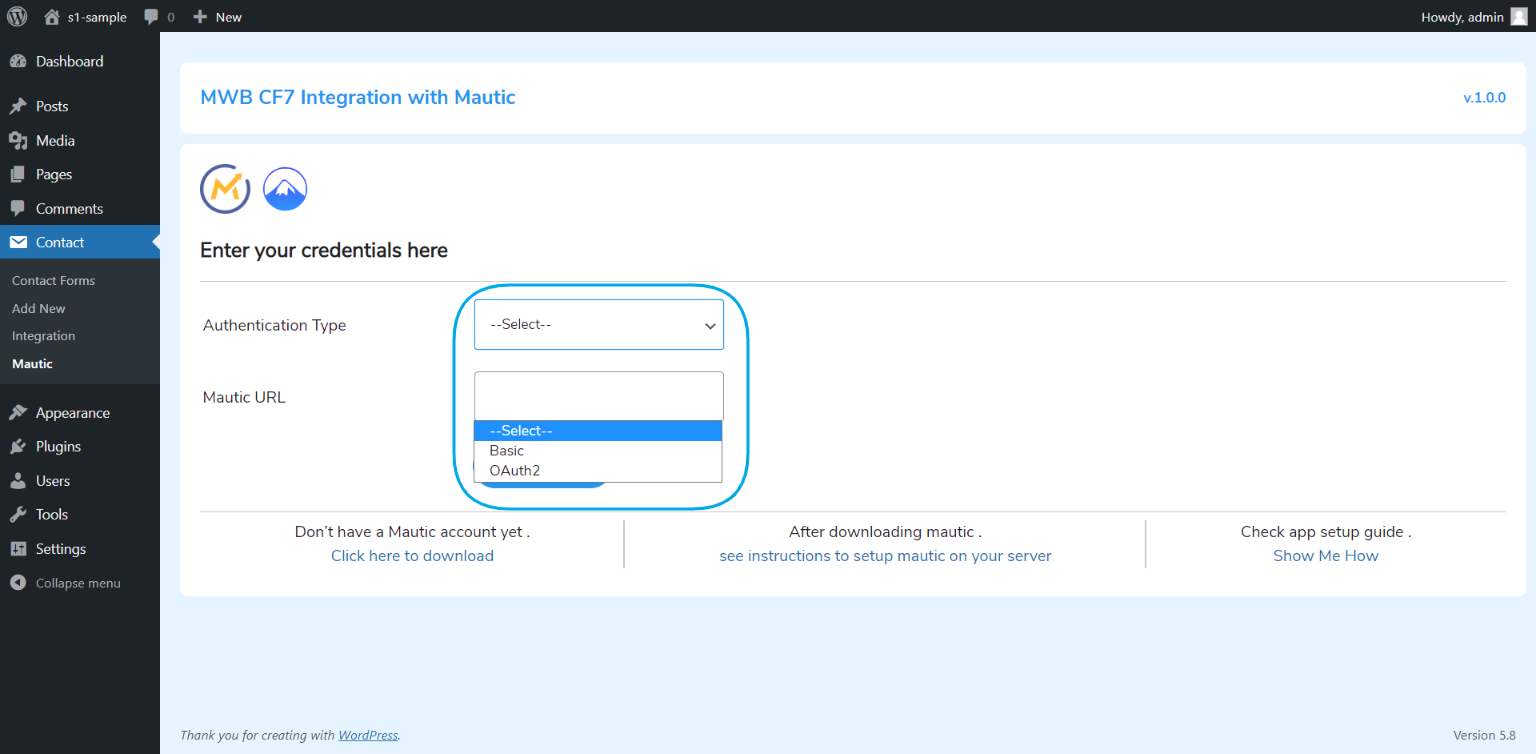 s1-sample
0
New
Howdy, admin
Dashboard
Posts
Media
Pages
Comments
Contact
Contact Forms
Add New
Integration
Mautic
Appearance
Plugins
Users
Tools
Settings
Collapse menu
MWB CF7 Integration with Mautic
v.1.0.0
Enter your credentials here
Authentication Type
--Select--
Mautic URL
--Select--
Basic
OAuth2
Don't have a Mautic account yet .
Click here to download
After downloading mautic .
see instructions to setup mautic on your server
Check app setup guide .
Show Me How
Thank you for creating with WordPress.
Version 5.8